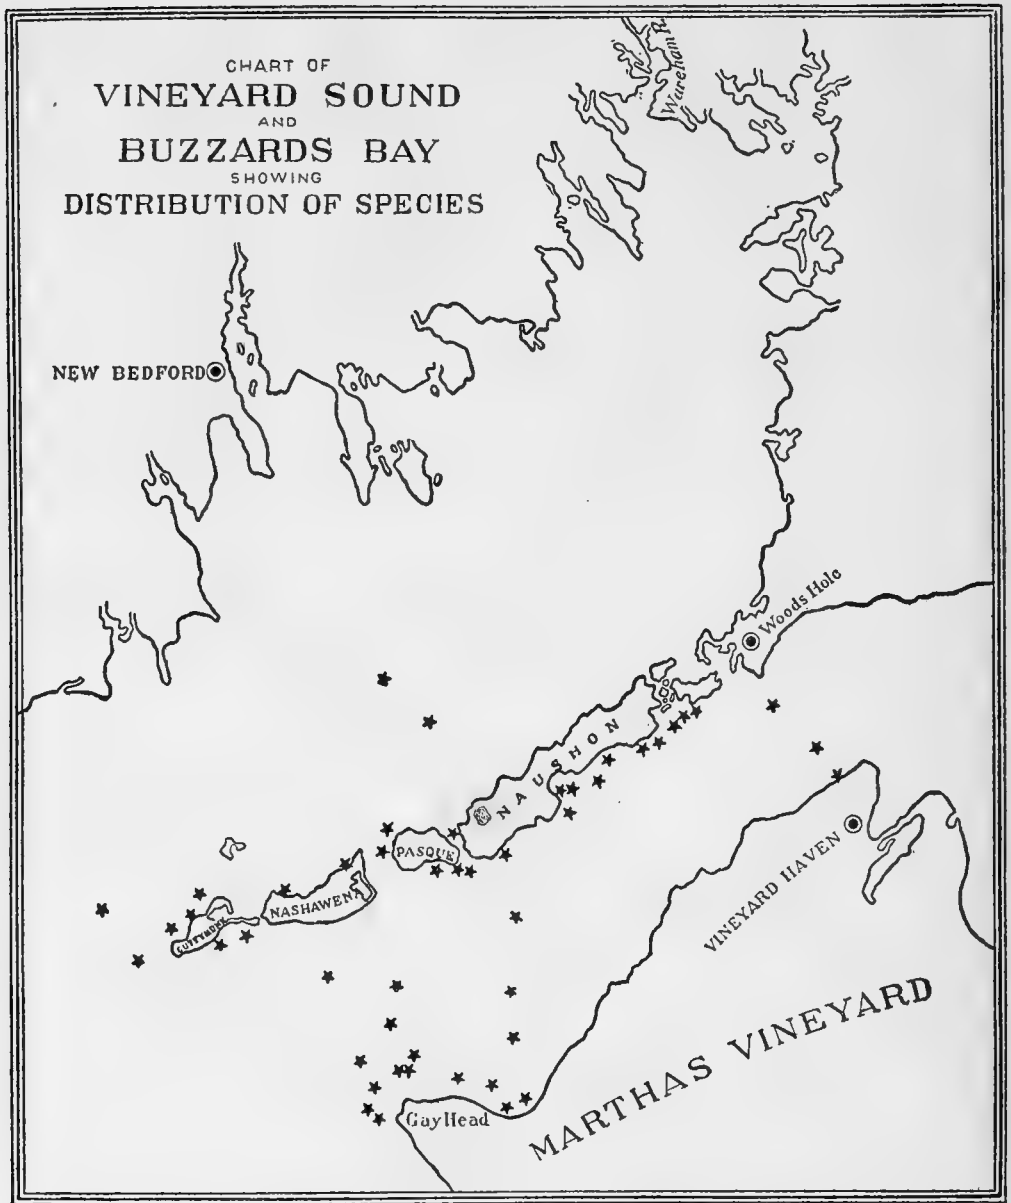 CHART OF
VINEYARD SOUND
AND
BUZZARDS BAY
SHOWING
DISTRIBUTION OF SPECIES
Wareham R.
NEW BEDFORD
Woods Hole
NAUSHON
PASQUE
NASHAWENA
CUTTYHUNK
VINEYARD HAVEN
MARTHAS VINEYARD
Gay Head